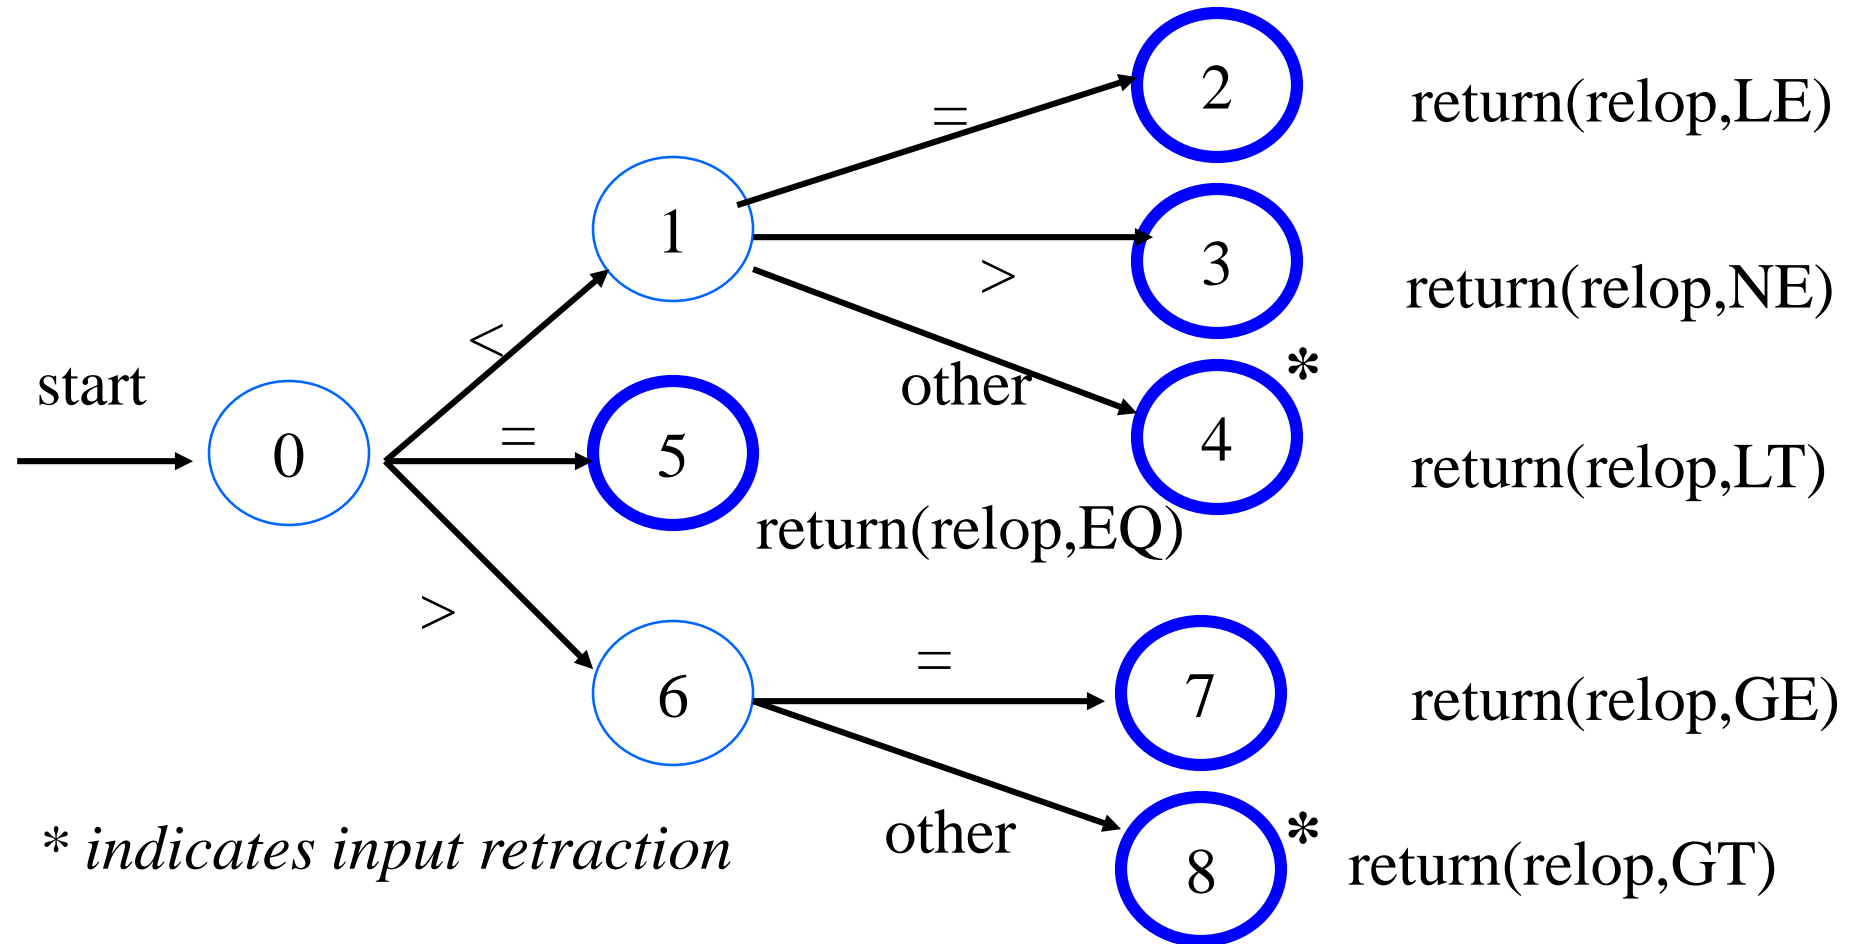 2
return(relop,LE)
=
1
3
>
return(relop,NE)
<
start
other
*
4
return(relop,LT)
0
=
5
return(relop,EQ)
>
6
=
7
return(relop,GE)
other
8
*
return(relop,GT)
* indicates input retraction